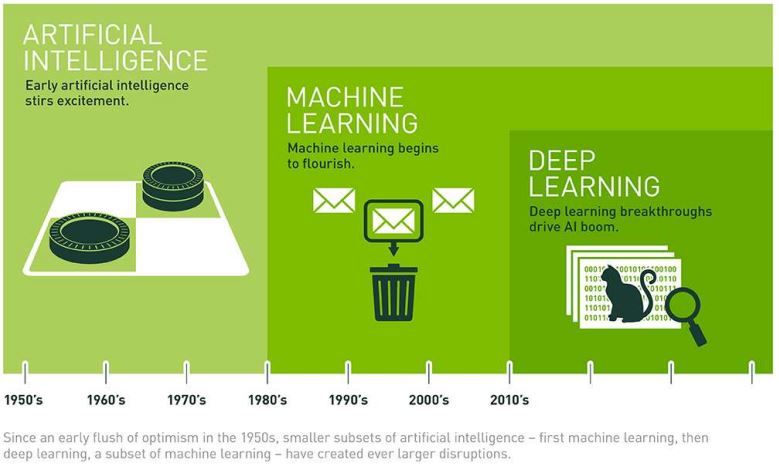 ARTIFICIAL
INTELLIGENCE
Early artificial intelligence
stirs excitement.
MACHINE
LEARNING
Machine learning begins
to flourish.
DEEP
LEARNING
Deep learning breakthroughs
drive AI boom.
1950's
1960's
1970's
1980's
1990's
2000's
2010's
Since an early flush of optimism in the 1950s, smaller subsets of artificial intelligence – first machine learning, then
deep learning, a subset of machine learning – have created ever larger disruptions.